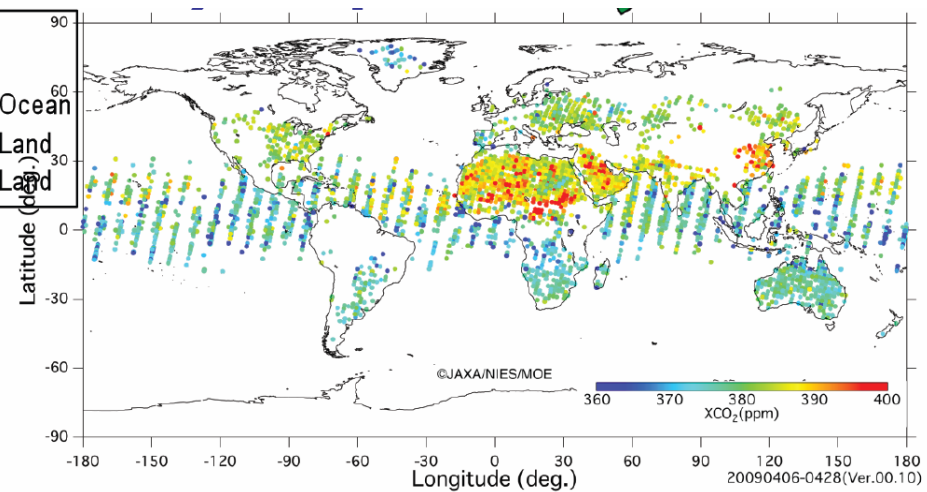 90
60
30
0
-30
-60
-90
Ocean
Land
Land
Latitude (deg.)
©JAXA/NIES/MOE
360 370 380 390 400
XCO2(ppm)
-180 -150 -120 -90 -60 -30 0 30 60 90 120 150 180
Longitude (deg.)
20090406-0428(Ver.00.10)